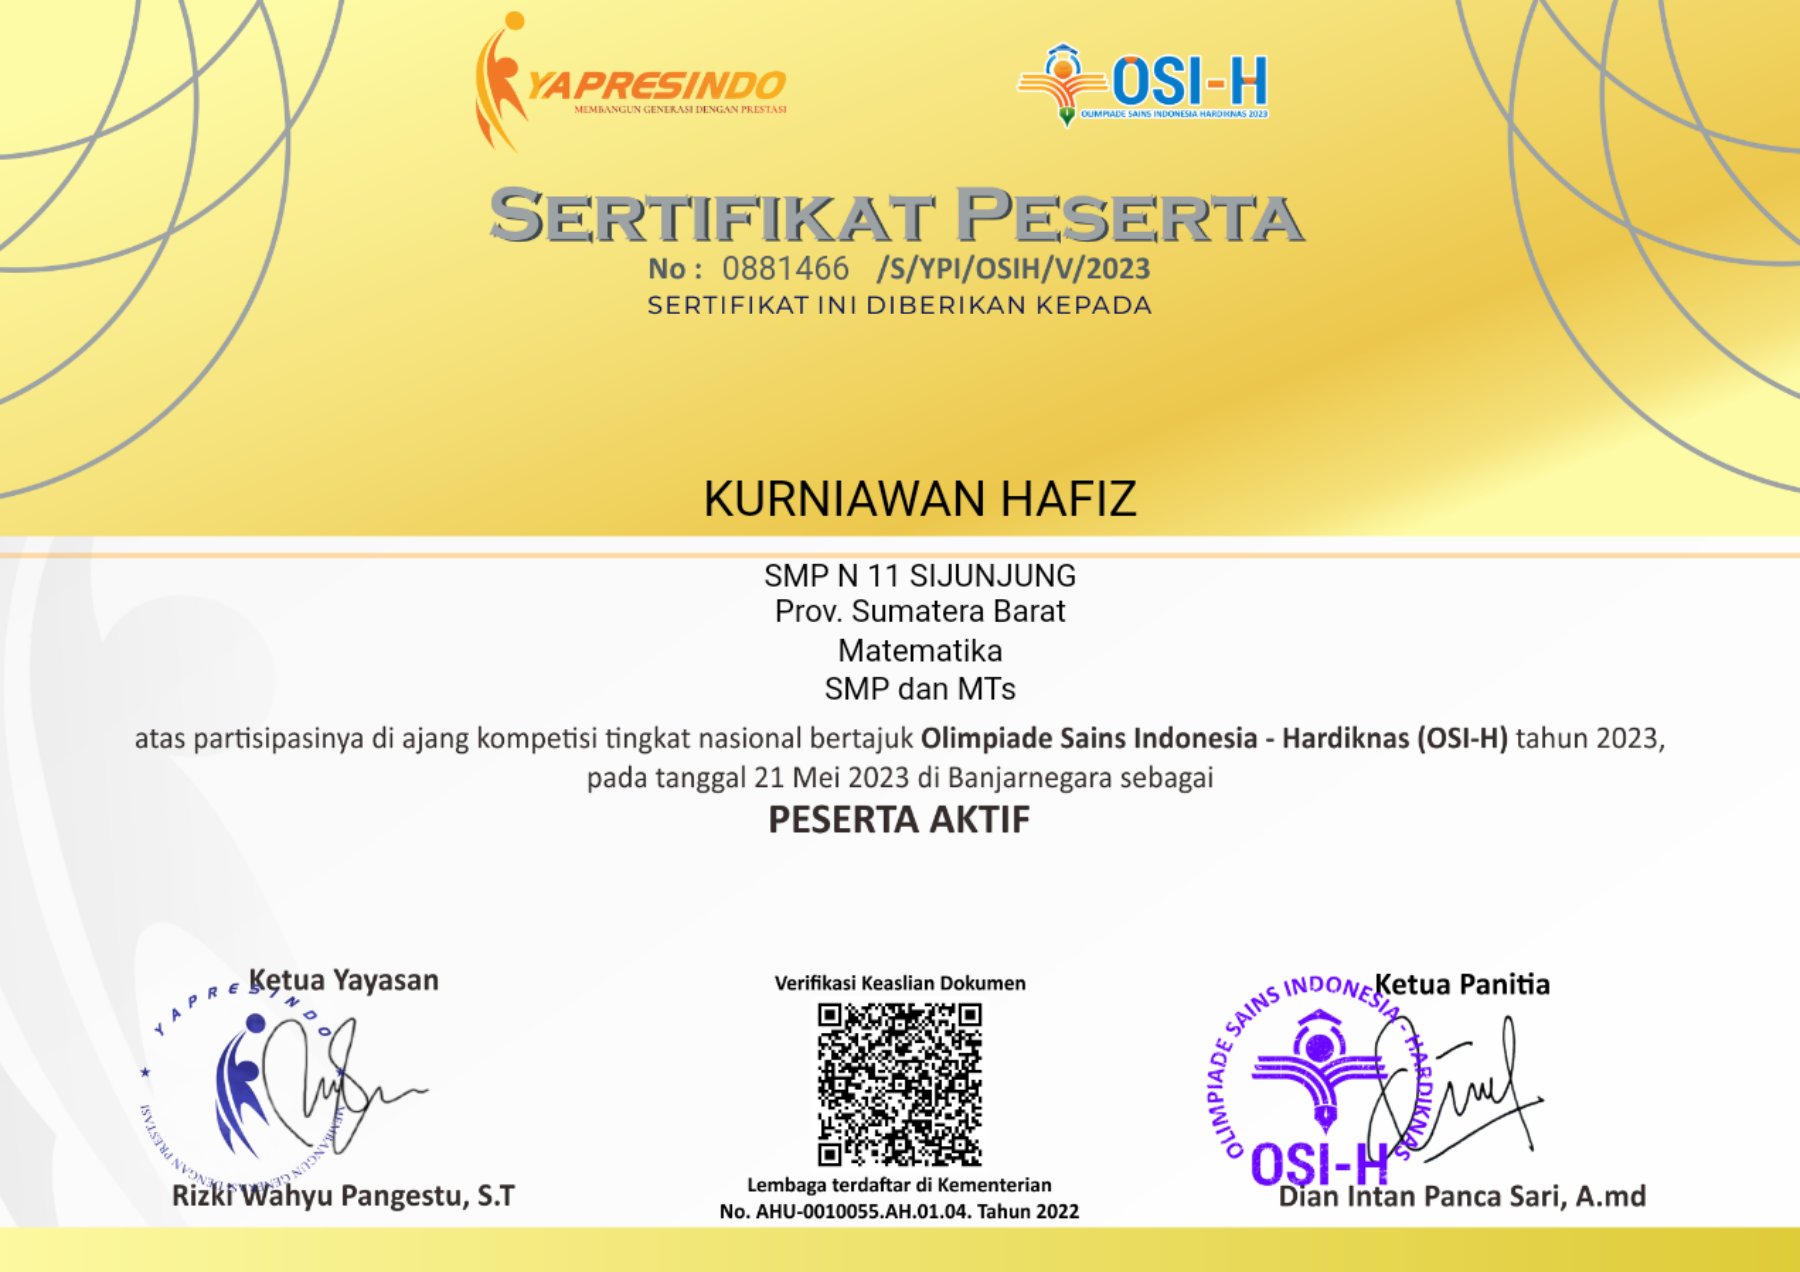 YAPRESINDO
MEMBANGUN GENERASI DENGAN PRESTASI
OSI-H
OLIMPIADE SAINS INDONESIA HARDIKNAS 2023
SERTIFIKAT PESERTA
No : 0881466 /S/YPI/OSIH/V/2023
SERTIFIKAT INI DIBERIKAN KEPADA
KURNIAWAN HAFIZ
SMP N 11 SIJUNJUNG
Prov. Sumatera Barat
Matematika
SMP dan MTs
atas partisipasinya di ajang kompetisi tingkat nasional bertajuk Olimpiade Sains Indonesia - Hardiknas (OSI-H) tahun 2023,
pada tanggal 21 Mei 2023 di Banjarnegara sebagai
PESERTA AKTIF
Ketua Yayasan
YAPRESINDO
MEMBANGUN GENERASI DENGAN PRESTASI
Rizki Wahyu Pangestu, S.T
Verifikasi Keaslian Dokumen
Lembaga terdaftar di Kementerian
No. AHU-0010055.AH.01.04. Tahun 2022
Ketua Panitia
OLIMPIADE SAINS INDONESIA - HARDIKNAS
OSI-H
Dian Intan Panca Sari, A.md